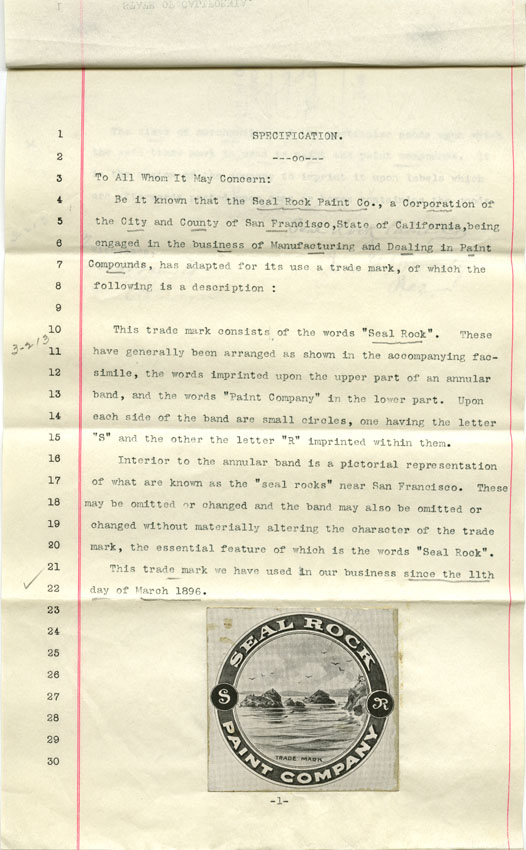 1 SPECIFICATION.
2 ---oo---
3 To All Whom It May Concern:
4 Be it known that the Seal Rock Paint Co., a Corporation of
5 the City and County of San Francisco,State of California,being
6 engaged in the business of Manufacturing and Dealing in Paint
7 Compounds, has adapted for its use a trade mark, of which the
8 following is a description :
9
10 This trade mark consists of the words "Seal Rock". These
3-213
11 have generally been arranged as shown in the accompanying fac-
12 simile, the words imprinted upon the upper part of an annular
13 band, and the words "Paint Company" in the lower part. Upon
14 each side of the band are small circles, one having the letter
15 "S" and the other the letter "R" imprinted within them.
16 Interior to the annular band is a pictorial representation
17 of what are known as the "seal rocks" near San Francisco. These
18 may be omitted or changed and the band may also be omitted or
19 changed without materially altering the character of the trade
20 mark, the essential feature of which is the words "Seal Rock".
21 This trade mark we have used in our business since the 11th
22 day of March 1896.
23
24
25
26
27
28
29
30
SEAL ROCK
S R
TRADE MARK
PAINT COMPANY
-1-